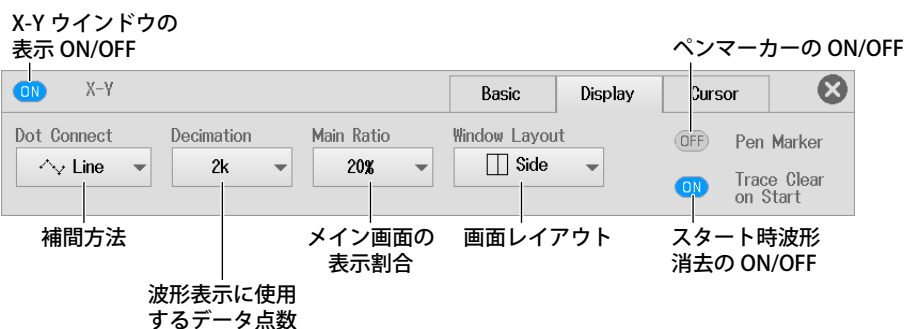 X-Y ウインドウの
表示 ON/OFF
ペンマーカーの ON/OFF
ON X-Y Basic Display Cursor
Dot Connect Decimation Main Ratio Window Layout OFF Pen Marker
Line 2k 20% Side
ON Trace Clear
on Start
補間方法 メイン画面の 画面レイアウト スタート時波形
表示割合 消去の ON/OFF
波形表示に使用
するデータ点数